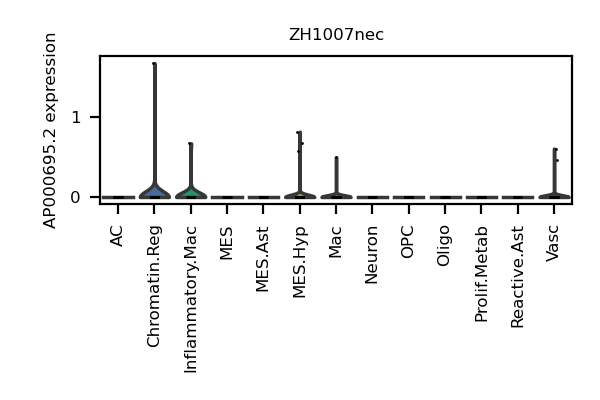 ZH1007nec
AP000695.2 expression
1
0
AC
Chromatin.Reg
Inflammatory.Mac
MES
MES.Ast
MES.Hyp
Mac
Neuron
OPC
Oligo
Prolif.Metab
Reactive.Ast
Vasc